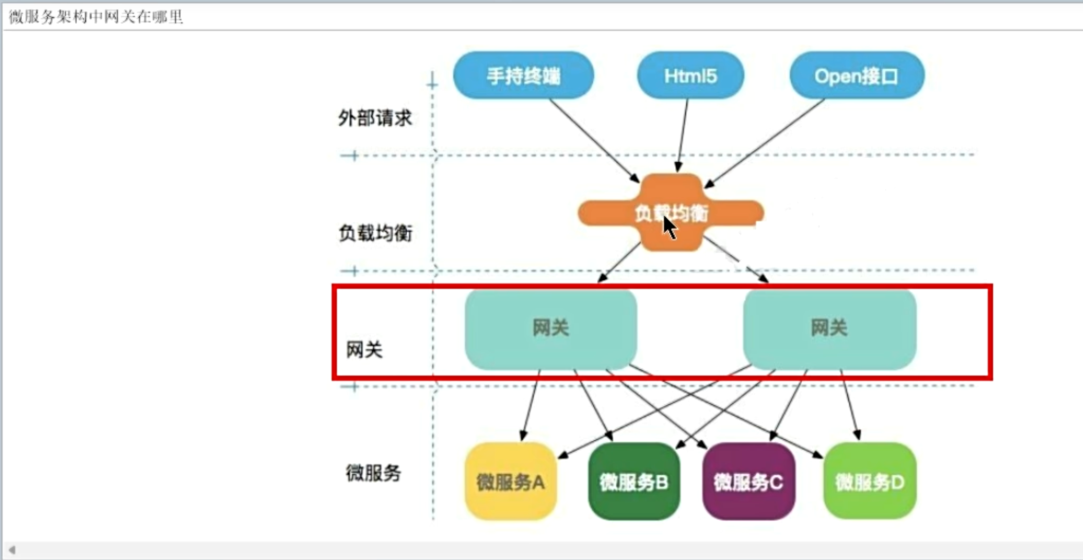 微服务架构中网关在哪里
手持终端
Html5
Open接口
外部请求
负载均衡
负载均衡
网关
网关
网关
微服务
微服务A
微服务B
微服务C
微服务D